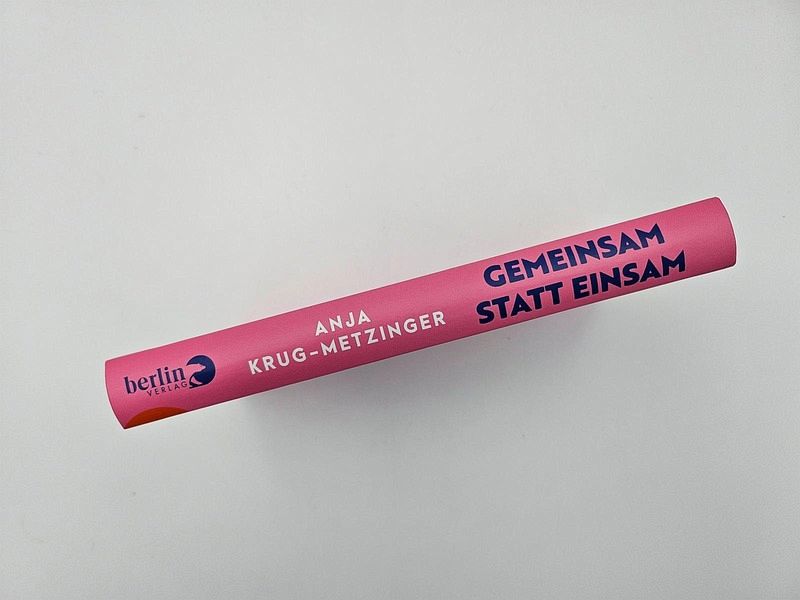 berlin
VERLAG
ANJA
KRUG-METZINGER
GEMEINSAM
STATT EINSAM